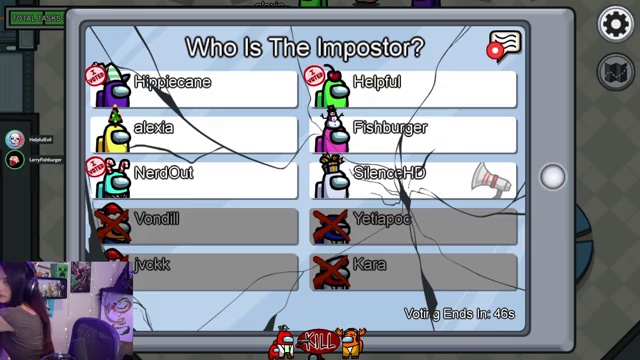 alexia
TOTAL TASKS
Who Is The Impostor?
I VOTED
Hippiecane
I VOTED
Helpful
alexia
Fishburger
I VOTED
NerdOut
SilenceHD
Vondill
Yetiapoc
jvckk
Kara
HelpfulEvil
LarryFishburger
Voting Ends In: 46s
KILL